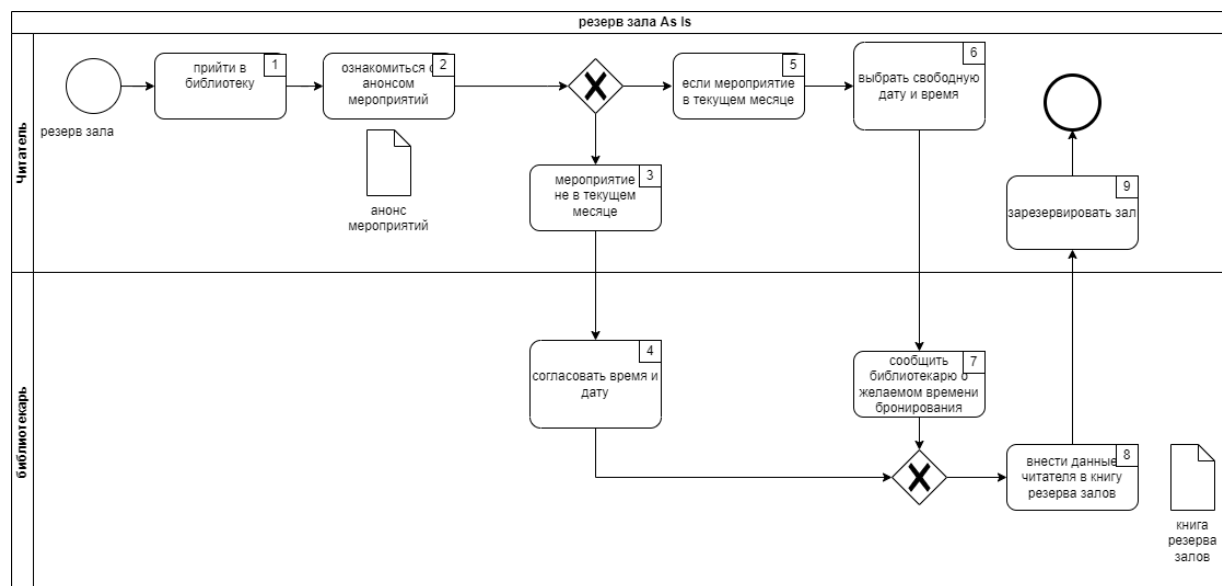 резерв зала As Is
Читатель
резерв зала
1
прийти в
библиотеку
2
ознакомиться с
анонсом
мероприятий
анонс
мероприятий
5
если мероприятие
в текущем месяце
6
выбрать свободную
дату и время
3
мероприятие
не в текущем
месяце
9
зарезервировать зал
библиотекарь
4
согласовать время и
дату
7
сообщить
библиотекарю о
желаемом времени
бронирования
8
внести данные
читателя в книгу
резерва залов
книга
резерва
залов